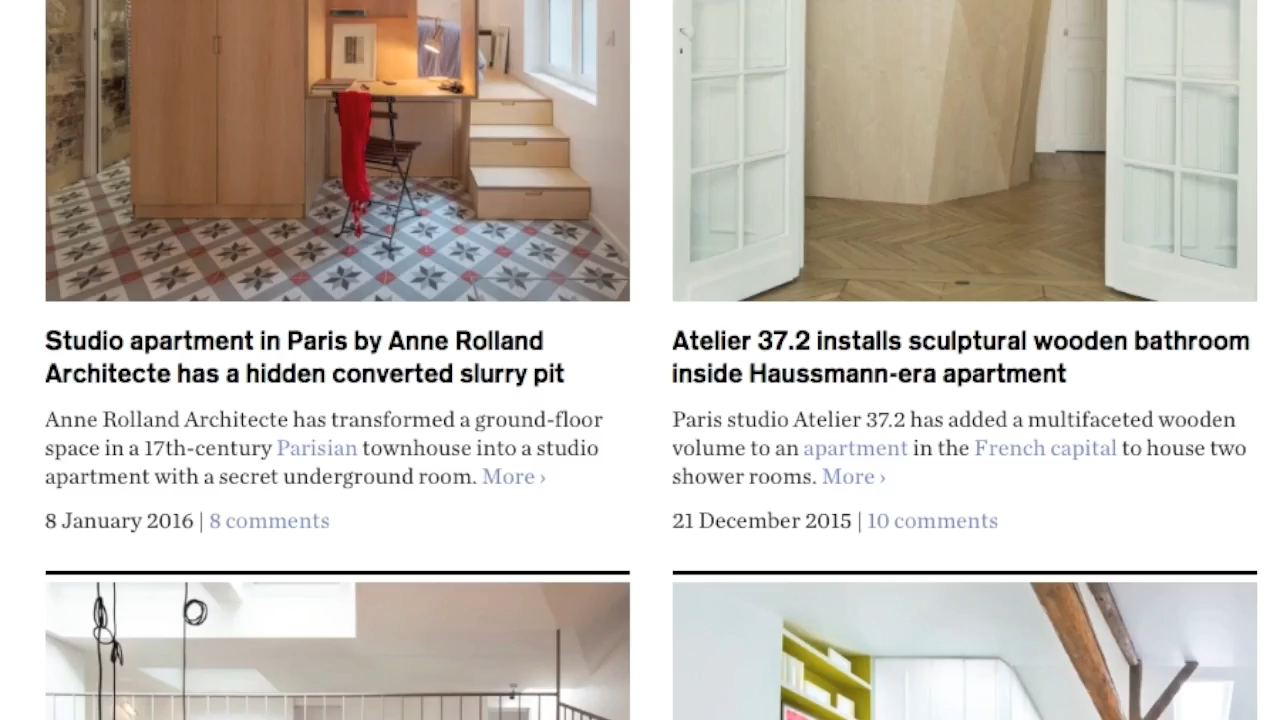 Studio apartment in Paris by Anne Rolland
Architecte has a hidden converted slurry pit
Anne Rolland Architecte has transformed a ground-floor
space in a 17th-century Parisian townhouse into a studio
apartment with a secret underground room. More ›
8 January 2016 | 8 comments
Atelier 37.2 installs sculptural wooden bathroom
inside Haussmann-era apartment
Paris studio Atelier 37.2 has added a multifaceted wooden
volume to an apartment in the French capital to house two
shower rooms. More ›
21 December 2015 | 10 comments